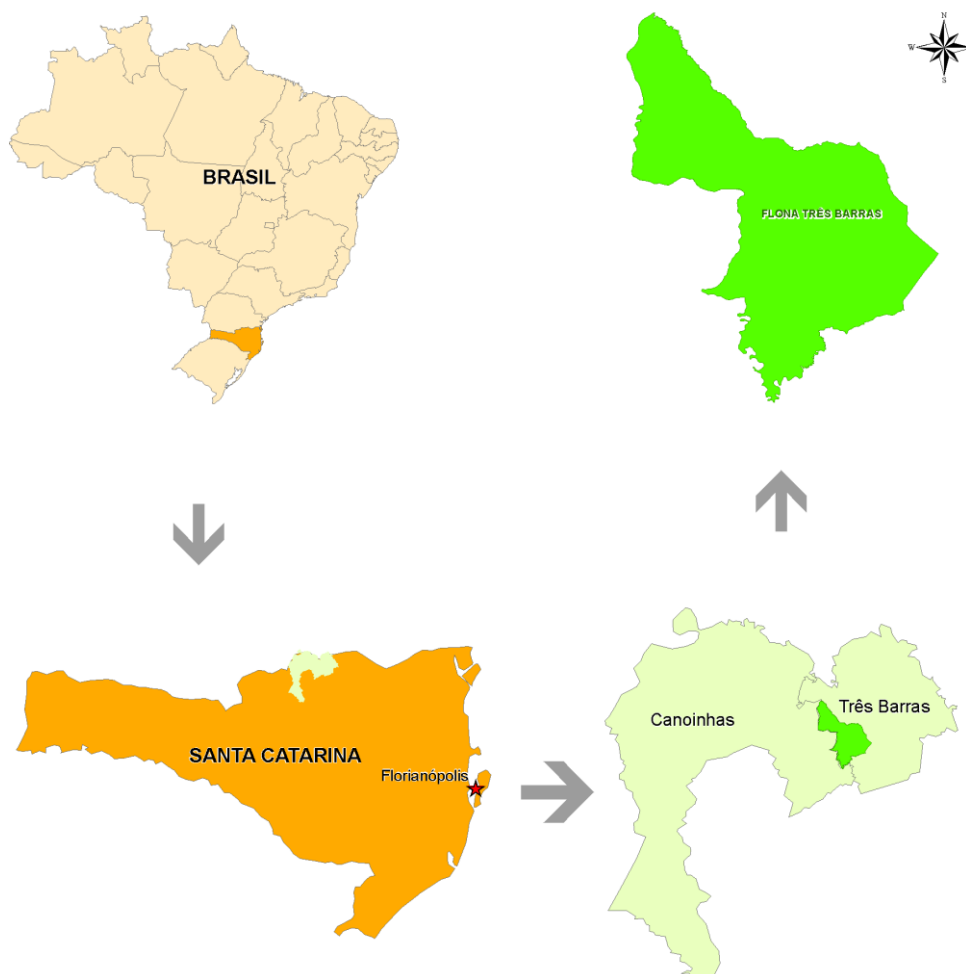 BRASIL
N
W
S
FLONA TRÊS BARRAS
SANTA CATARINA
Florianópolis
Canoinhas
Três Barras